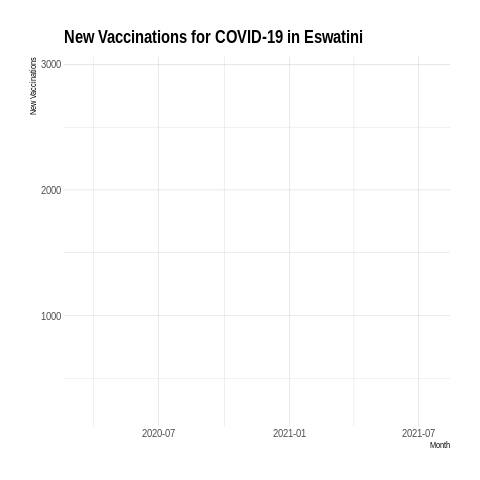 New Vaccinations for COVID-19 in Eswatini
New Vaccinations
3000
2000
1000
2020-07 2021-01 2021-07
Month